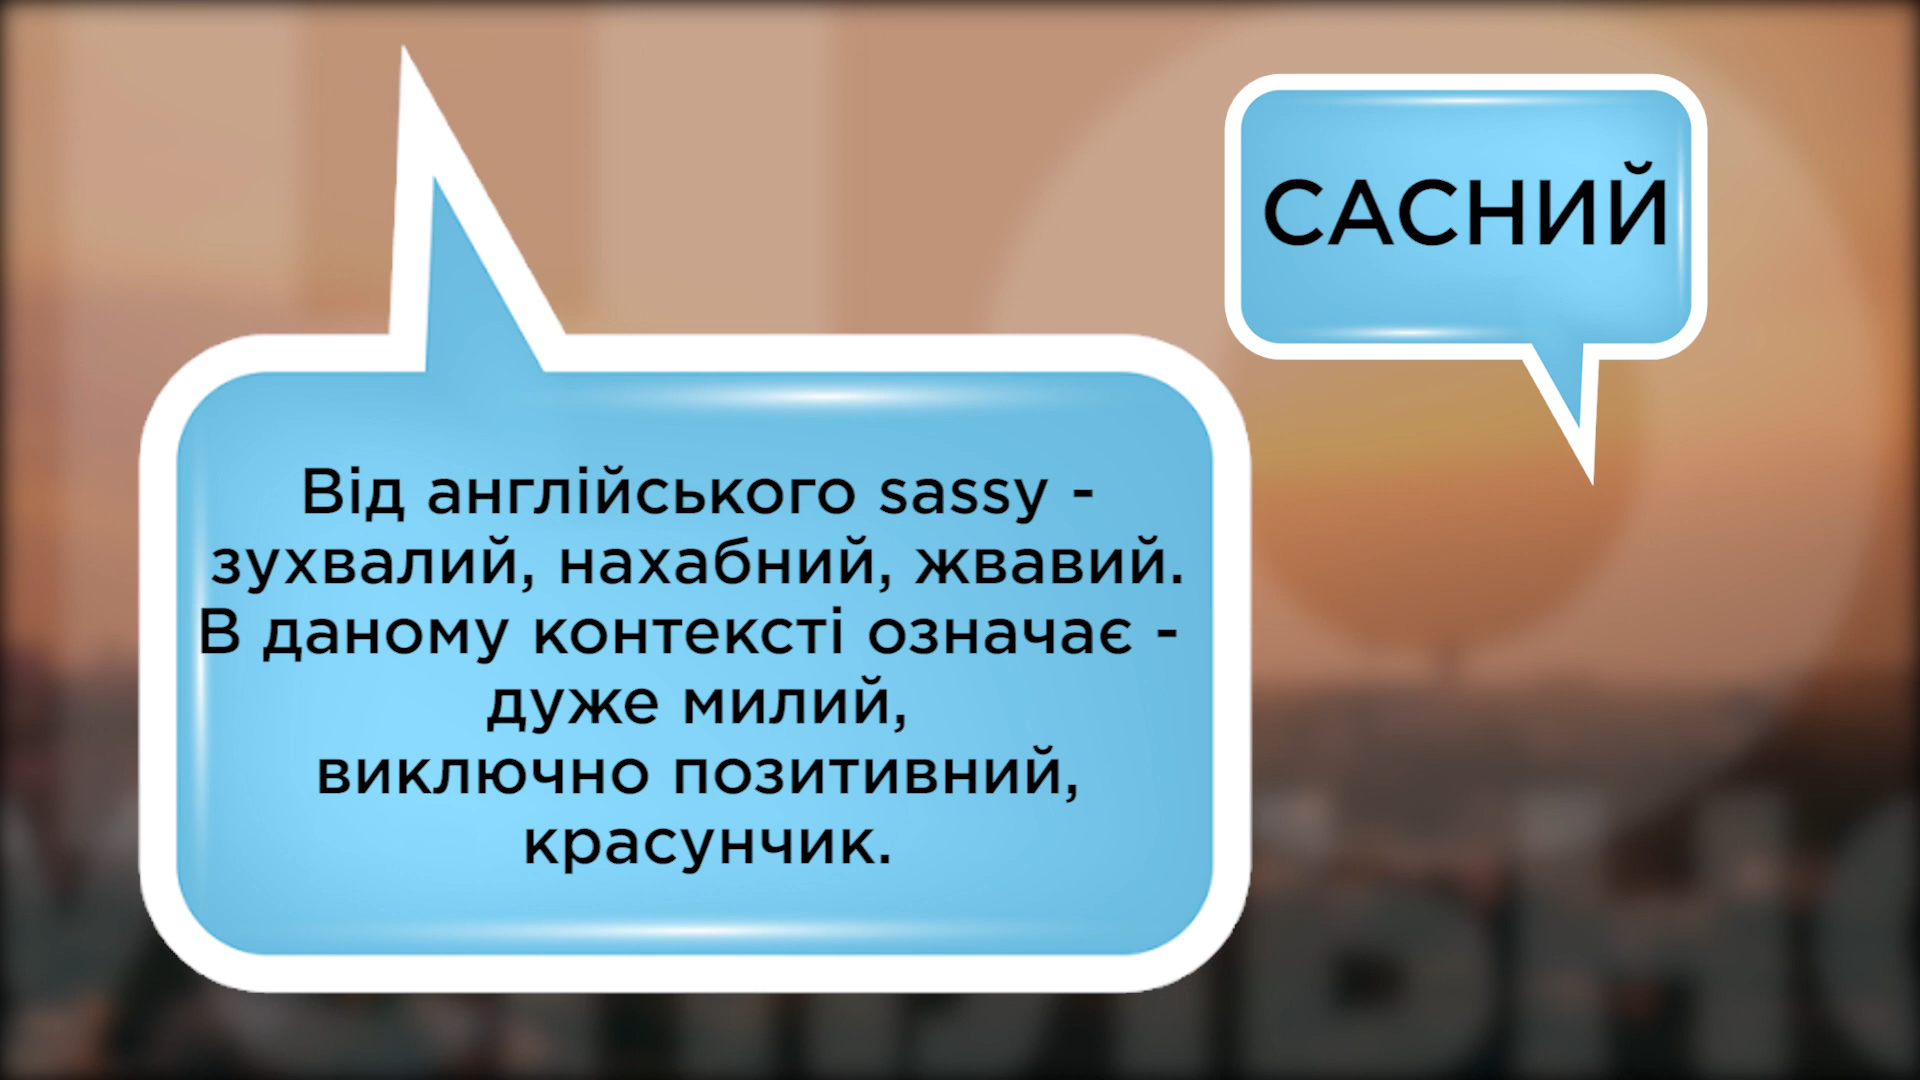 САСНИЙ
Від англійського sassy -
зухвалий, нахабний, жвавий.
В даному контексті означає -
дуже милий,
виключно позитивний,
красунчик.